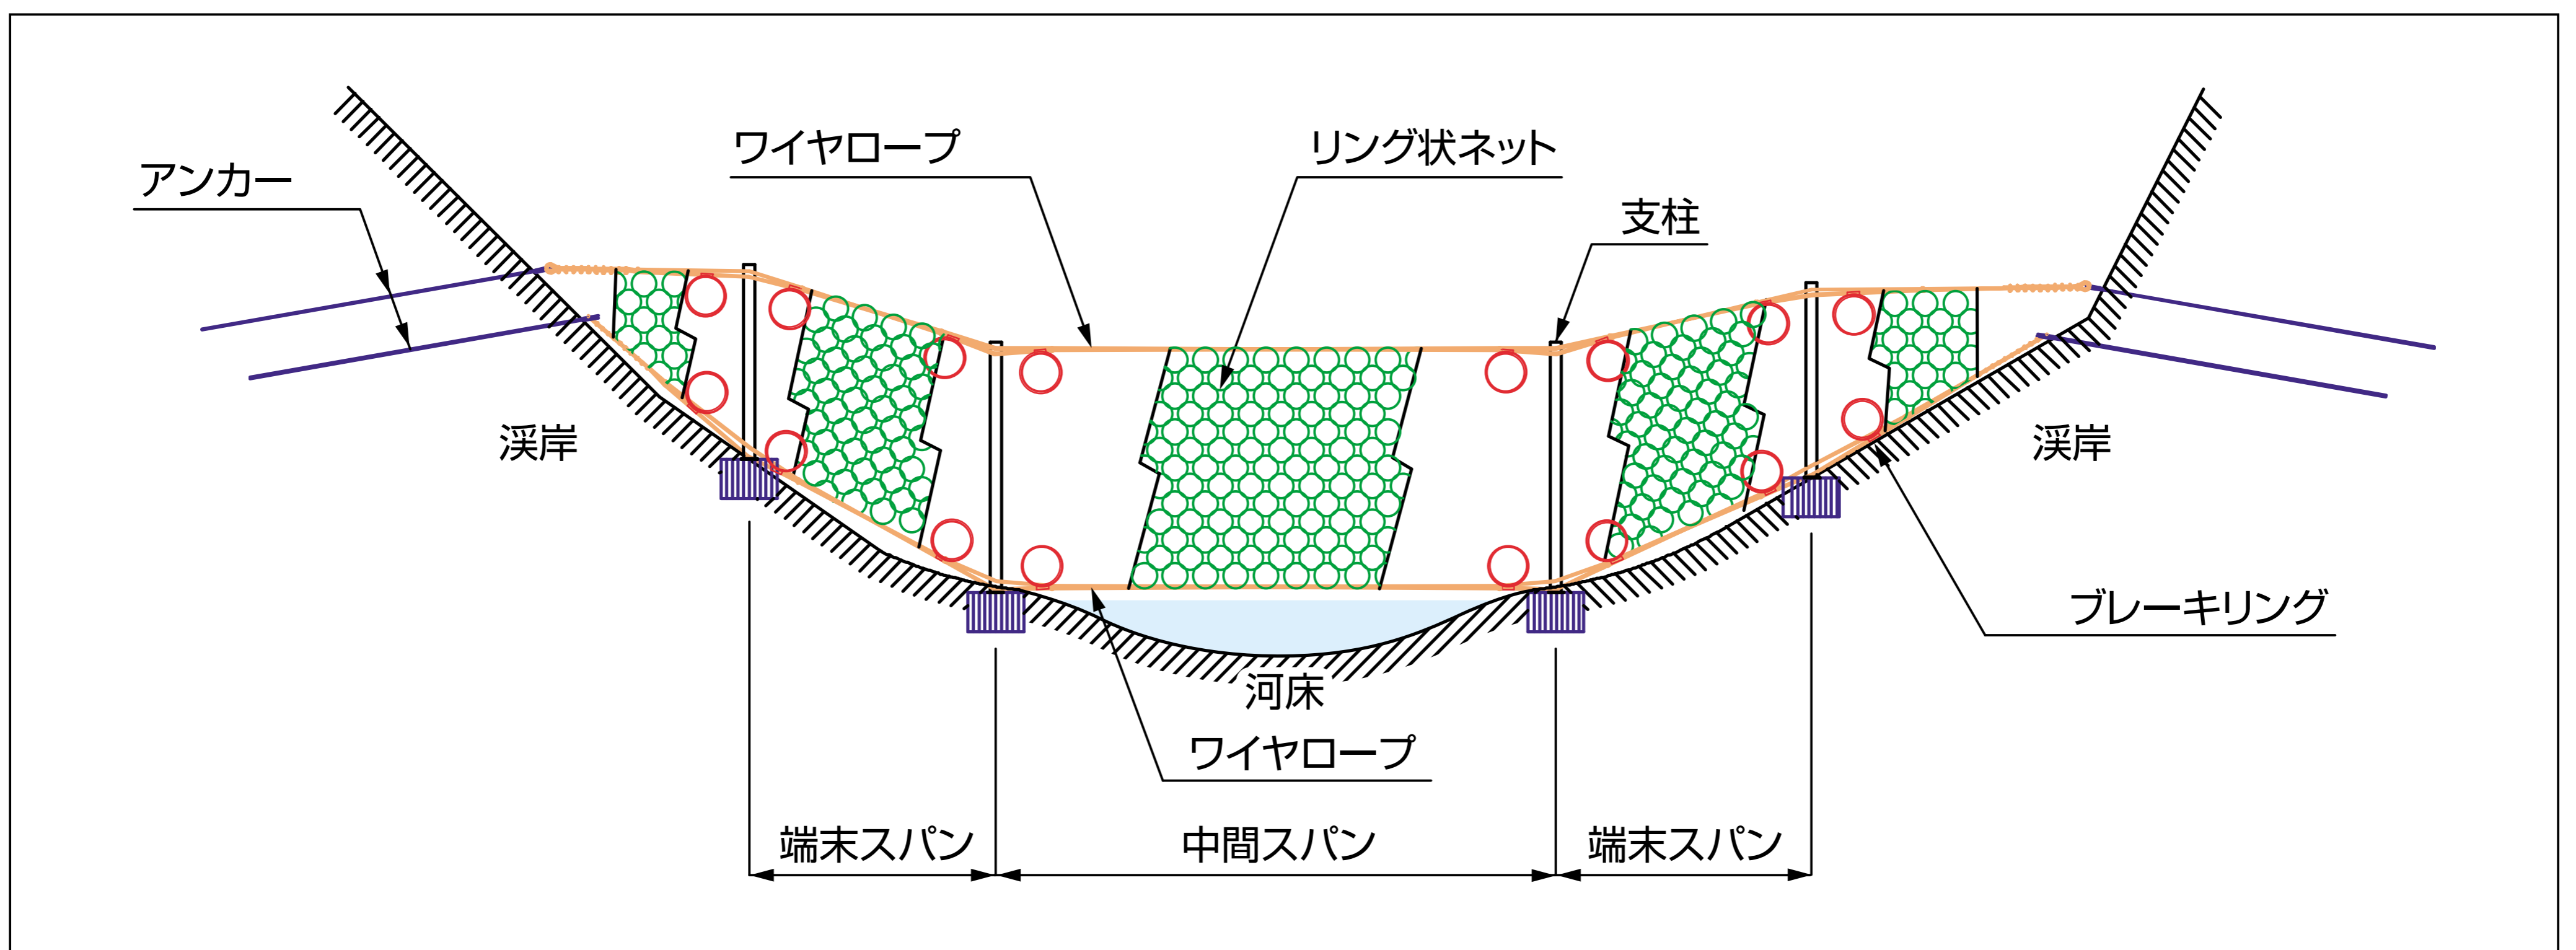 ワイヤロープ
リング状ネット
アンカー
支柱
渓岸
渓岸
ブレーキリング
河床
ワイヤロープ
端末スパン
中間スパン
端末スパン